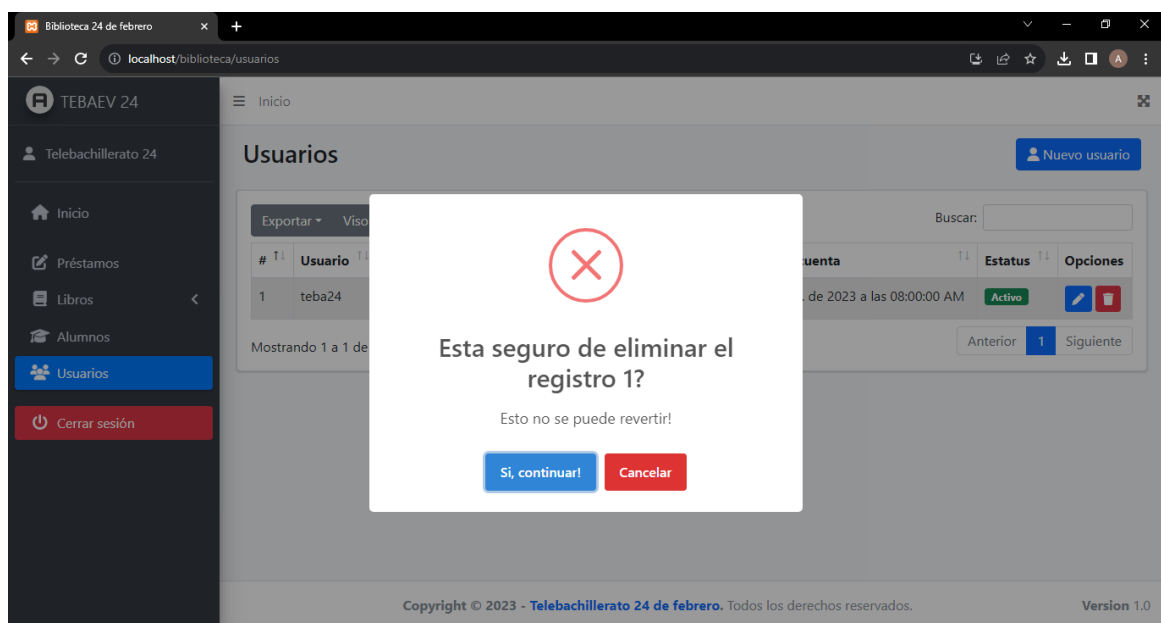 Biblioteca 24 de febrero
localhost/biblioteca/usuarios
A
TEBAEV 24
Inicio
Telebachillerato 24
Usuarios
Nuevo usuario
Inicio
Préstamos
Libros
Alumnos
Usuarios
Cerrar sesión
Exportar Viso
Buscar:
# Usuario cuenta Estatus Opciones
1 teba24 . de 2023 a las 08:00:00 AM Activo
Mostrando 1 a 1 de
Anterior 1 Siguiente
Esta seguro de eliminar el
registro 1?
Esto no se puede revertir!
Si, continuar! Cancelar
Copyright © 2023 - Telebachillerato 24 de febrero. Todos los derechos reservados.
Version 1.0